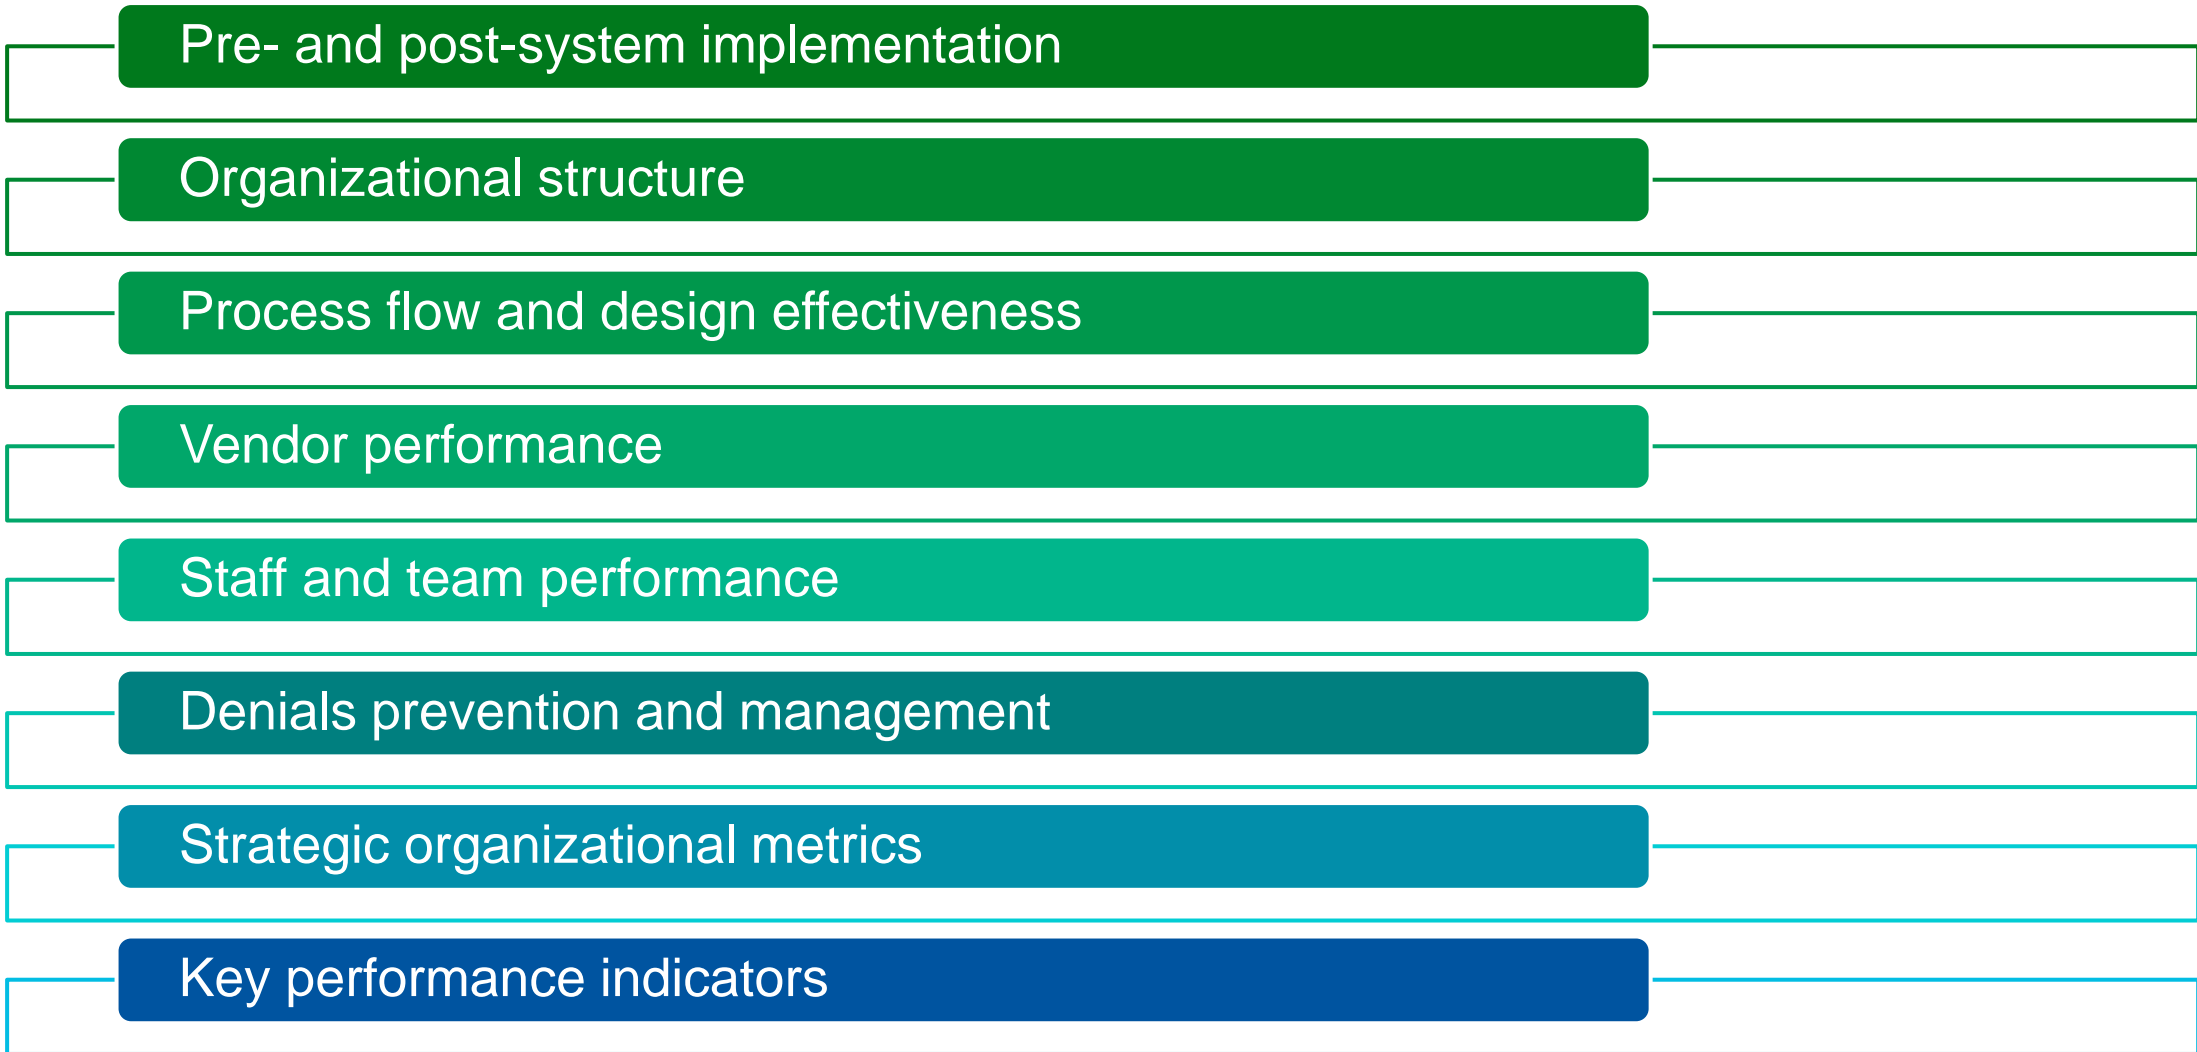 Pre- and post-system implementation
Organizational structure
Process flow and design effectiveness
Vendor performance
Staff and team performance
Denials prevention and management
Strategic organizational metrics
Key performance indicators